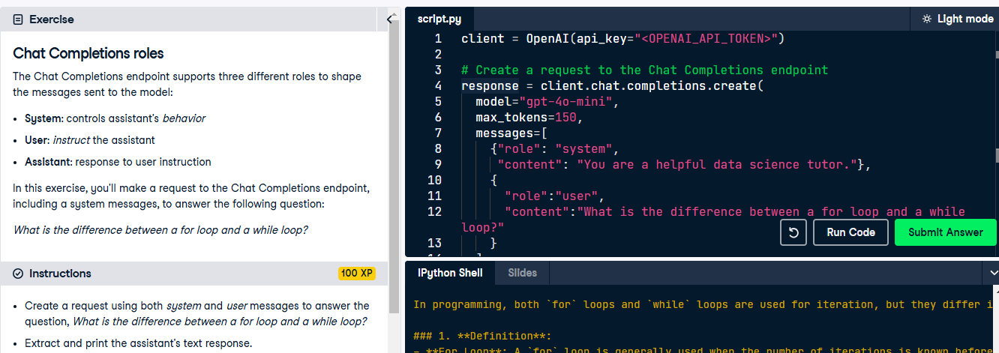 Exercise
Chat Completions roles
The Chat Completions endpoint supports three different roles to shape
the messages sent to the model:
• System: controls assistant's behavior
• User: instruct the assistant
• Assistant: response to user instruction
In this exercise, you'll make a request to the Chat Completions endpoint,
including a system messages, to answer the following question:
What is the difference between a for loop and a while loop?
Instructions
100 XP
• Create a request using both system and user messages to answer the
question, What is the difference between a for loop and a while loop?
• Extract and print the assistant's text response.
script.py
Light mode
1 client = OpenAI(api_key="<OPENAI_API_TOKEN>")
2
3 # Create a request to the Chat Completions endpoint
4 response = client.chat.completions.create(
5 model="gpt-4o-mini",
6 max_tokens=150,
7 messages=[
8 {"role": "system",
9 "content": "You are a helpful data science tutor."},
10 {
11 "role":"user",
12 "content":"What is the difference between a for loop and a while
loop?"
13 }
Run Code
Submit Answer
IPython Shell
Slides
In programming, both `for` loops and `while` loops are used for iteration, but they differ i
### 1. **Definition**:
- **For Loop**: A `for` loop is generally used when the number of iterations is known before